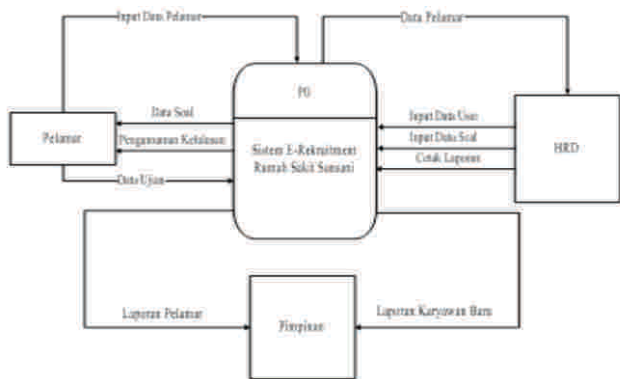 Input Data Pelamar
Data Pelamar
P0
Data Soal
Input Data User
Pelamar
Pengumuman Kelulusan
Input Data Soal
HRD
Sistem E-Rekruitment
Rumah Sakit Sansani
Cetak Laporan
Data Ujian
Laporan Pelamar
Laporan Karyawan Baru
Pimpinan